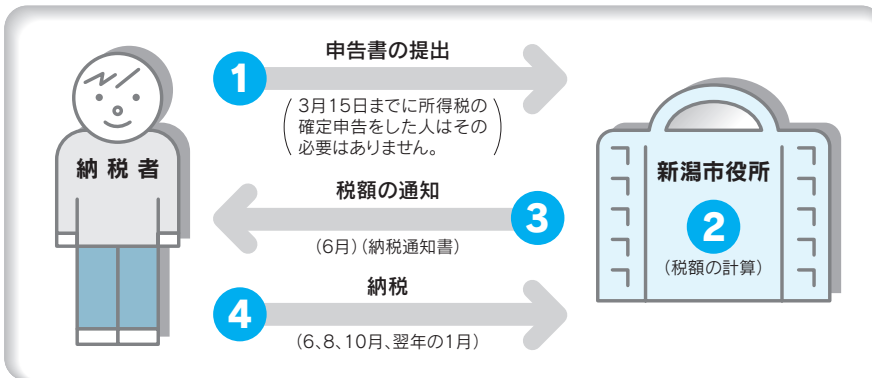 申告書の提出
1
(3月15日までに所得税の
確定申告をした人はその
必要はありません。)
納税者
新潟市役所
2
(税額の計算)
税額の通知
3
(6月)(納税通知書)
納税
4
(6、8、10月、翌年の1月)